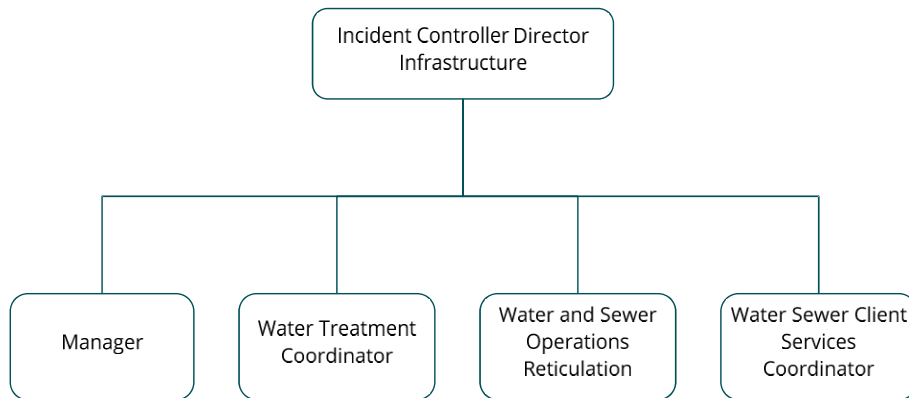 Incident Controller Director
Infrastructure
Manager
Water Treatment
Coordinator
Water and Sewer
Operations
Reticulation
Water Sewer Client
Services
Coordinator